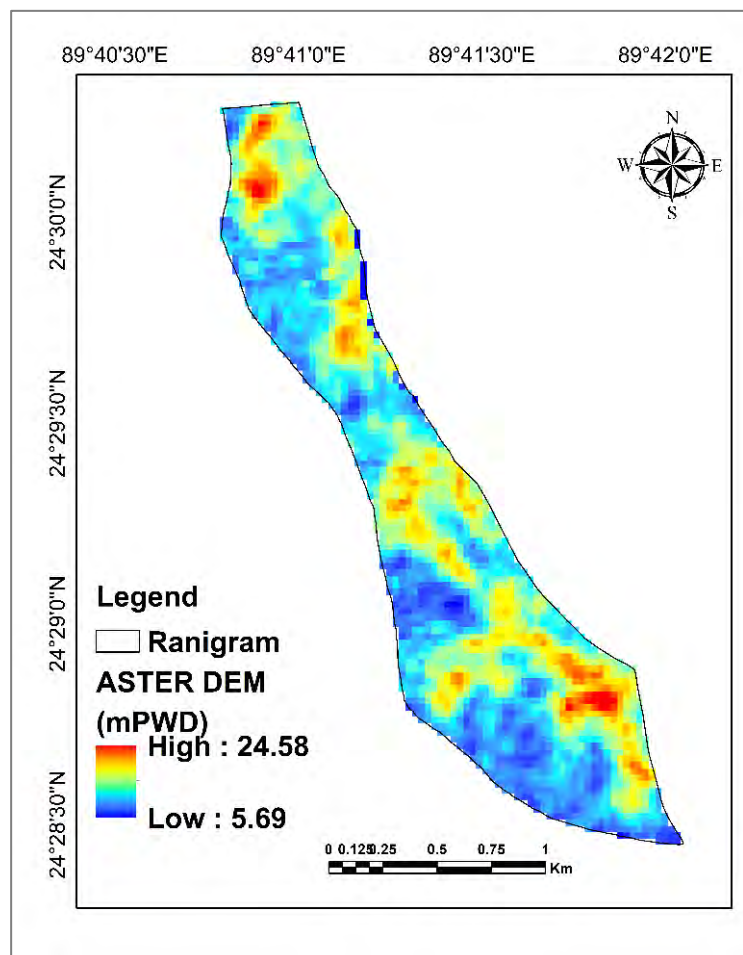 89°40'30"E 89°41'0"E 89°41'30"E 89°42'0"E
N
W E
S
24°30'0"N
24°29'30"N
24°29'0"N
24°28'30"N
Legend
Ranigram
ASTER DEM
(mPWD)
High : 24.58
Low : 5.69
0 0.125 0.25 0.5 0.75 1
Km